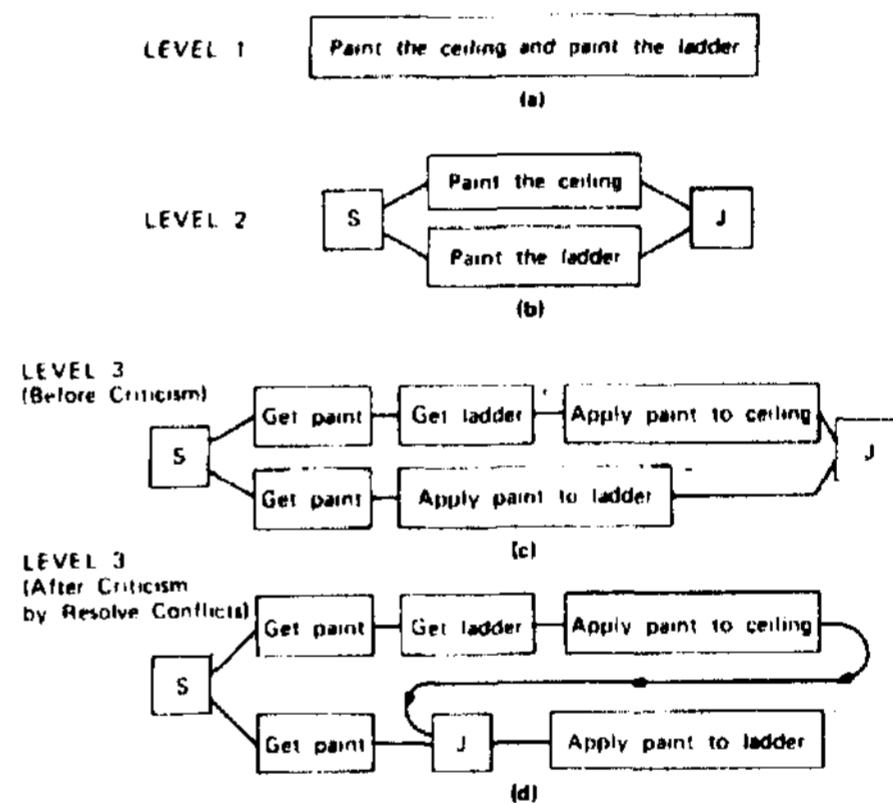 LEVEL 1
Paint the ceiling and paint the ladder
(a)
LEVEL 2
S
Paint the ceiling
Paint the ladder
J
(b)
LEVEL 3
(Before Criticism)
S
Get paint
Get ladder
Apply paint to ceiling
Get paint
Apply paint to ladder
J
(c)
LEVEL 3
(After Criticism
by Resolve Conflicts)
S
Get paint
Get ladder
Apply paint to ceiling
Get paint
J
Apply paint to ladder
(d)